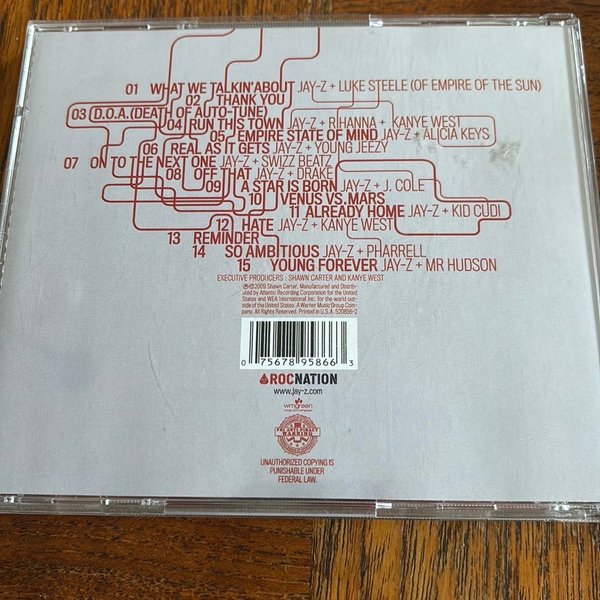 01 WHAT WE TALKIN' ABOUT JAY-Z + LUKE STEELE (OF EMPIRE OF THE SUN)
02 THANK YOU
03 D.O.A. (DEATH OF AUTO-TUNE)
04 RUN THIS TOWN JAY-Z + RIHANNA + KANYE WEST
05 EMPIRE STATE OF MIND JAY-Z + ALICIA KEYS
06 REAL AS IT GETS JAY-Z + YOUNG JEEZY
07 ON TO THE NEXT ONE JAY-Z + SWIZZ BEATZ
08 OFF THAT JAY-Z + DRAKE
09 A STAR IS BORN JAY-Z + J. COLE
10 VENUS VS. MARS
11 ALREADY HOME JAY-Z + KID CUDI
12 HATE JAY-Z + KANYE WEST
13 REMINDER
14 SO AMBITIOUS JAY-Z + PHARRELL
15 YOUNG FOREVER JAY-Z + MR HUDSON
EXECUTIVE PRODUCERS : SHAWN CARTER AND KANYE WEST
℗© 2009 Shawn Carter. Manufactured and Distrib-
uted by Atlantic Recording Corporation for the United
States and WEA International Inc. for the world out-
side of the United States. A Warner Music Group Com-
pany. All Rights Reserved. Printed in U.S.A. 520856-2
0 75678 95866 3
ROCNATION
www.jay-z.com
wmgreen
FBI ANTI-PIRACY
WARNING
UNAUTHORIZED COPYING IS
PUNISHABLE UNDER
FEDERAL LAW.